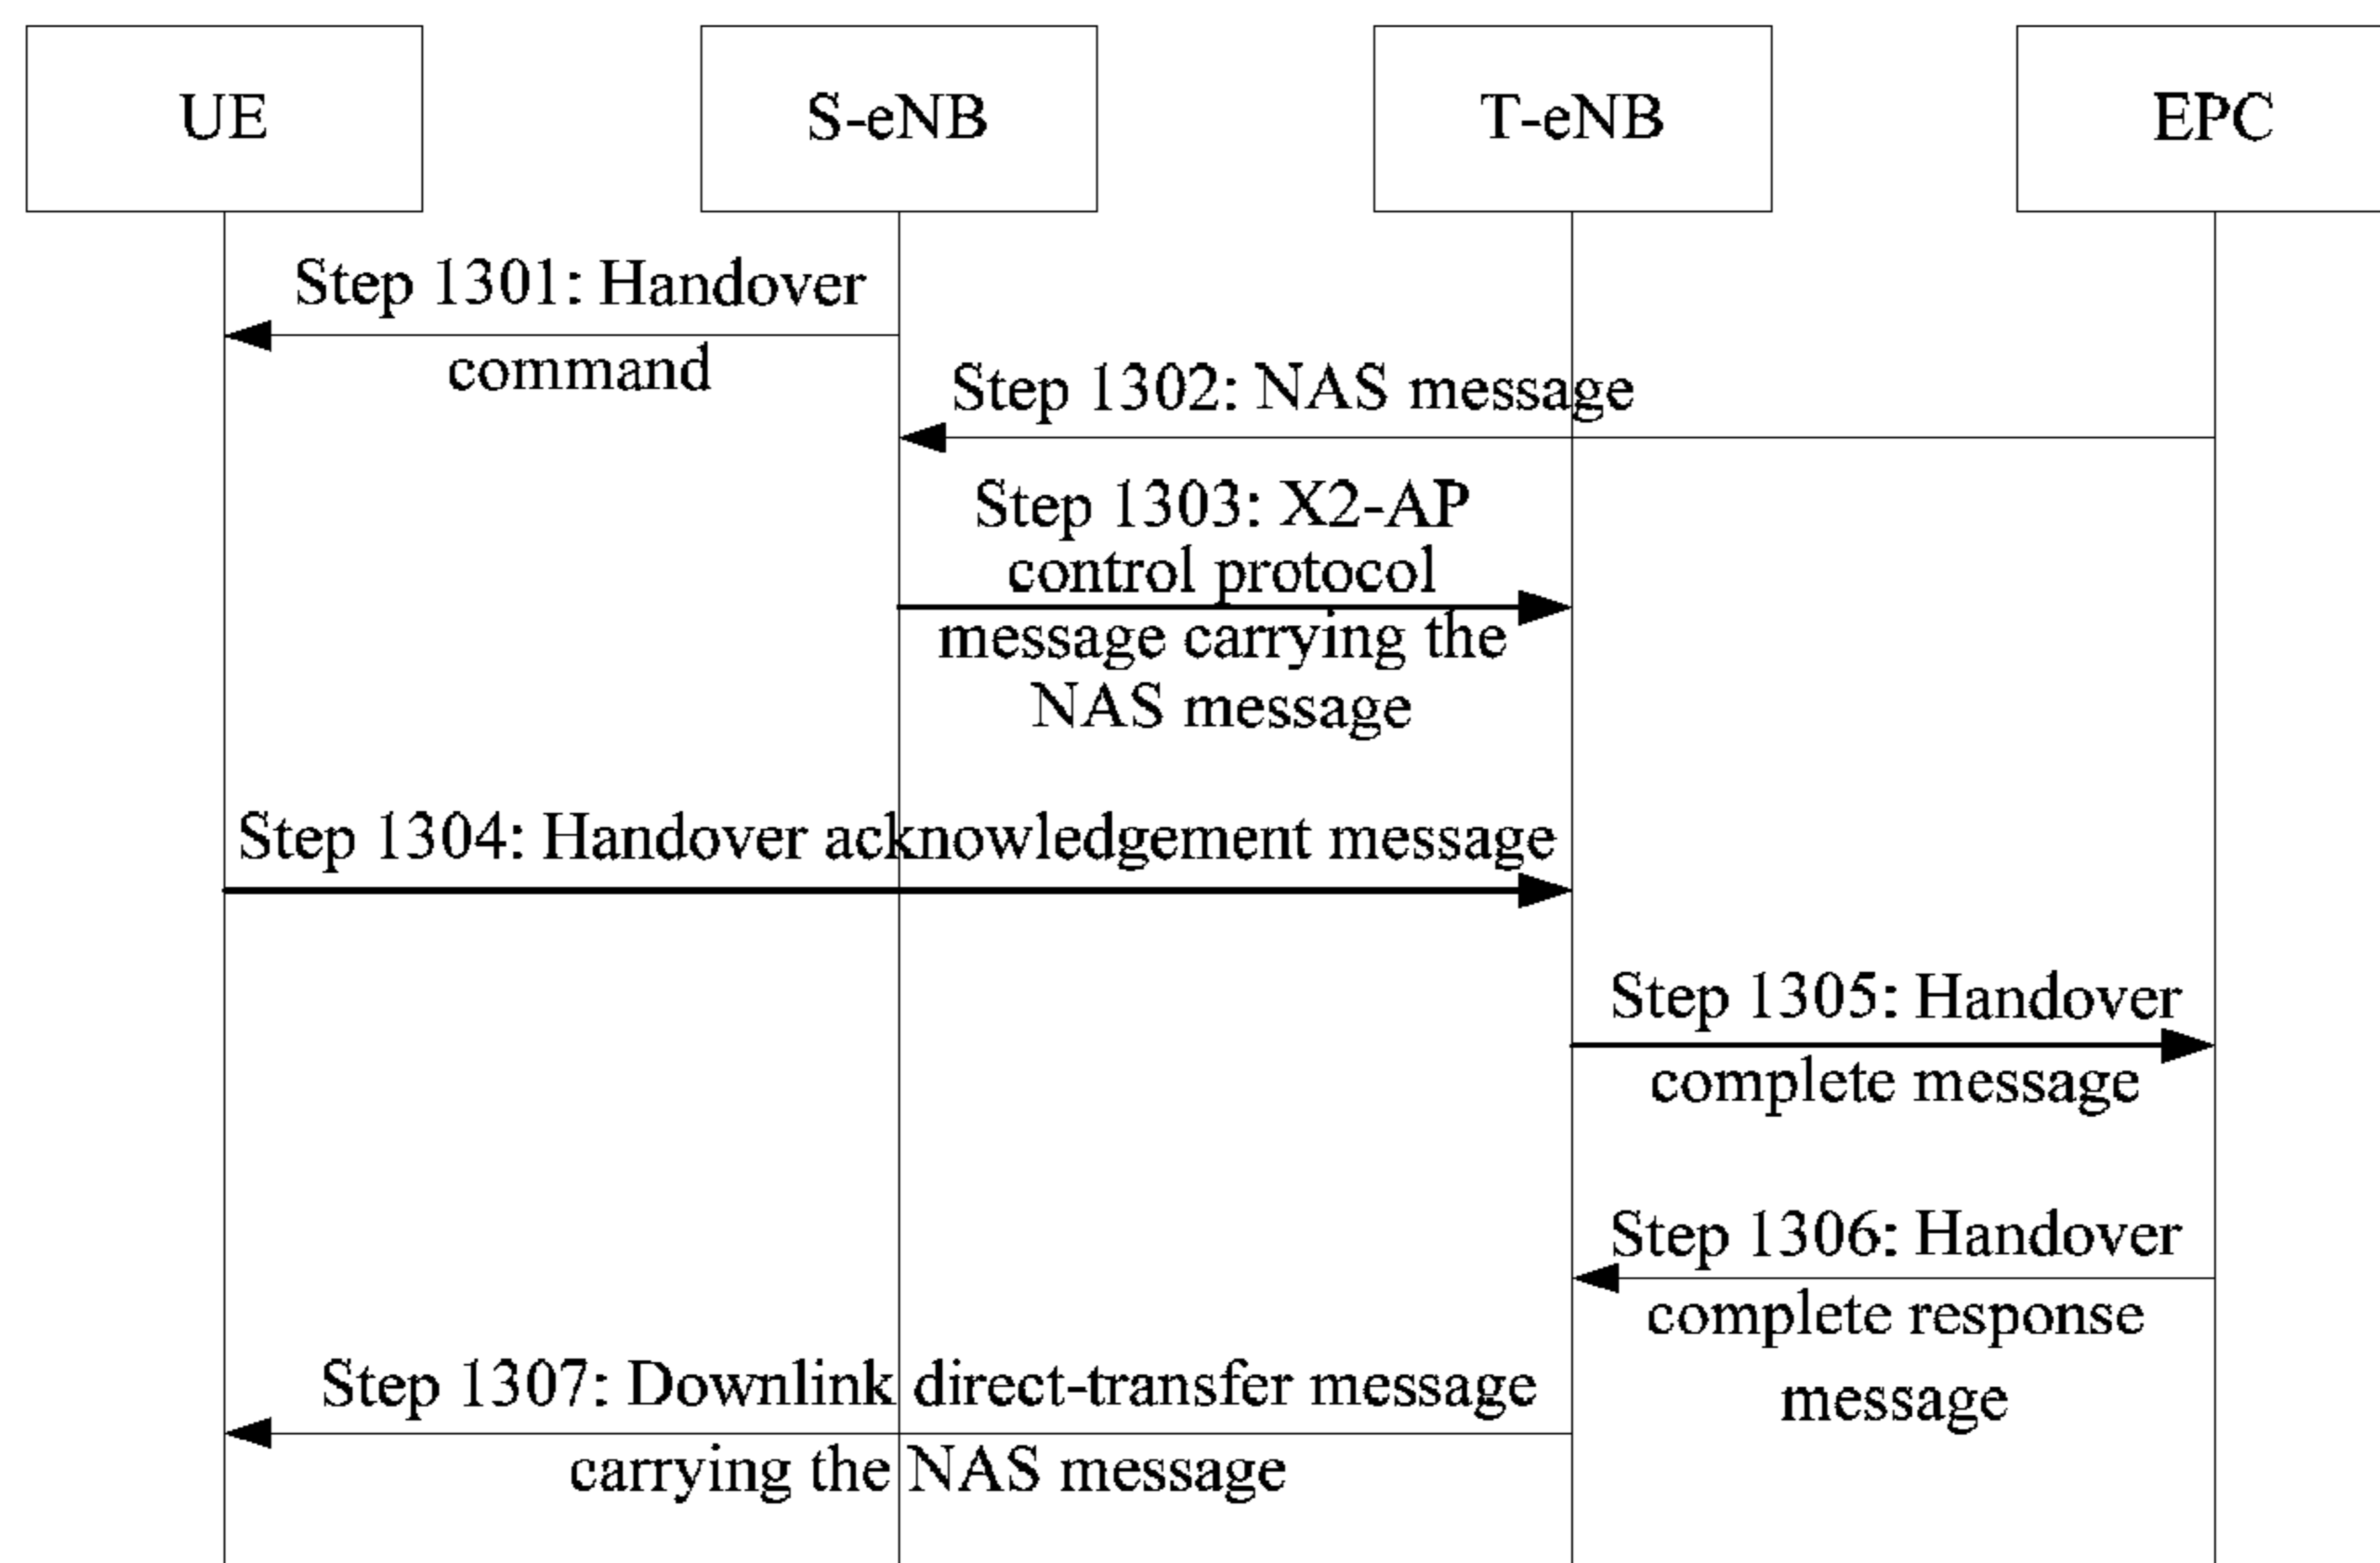 UE
S-eNB
T-eNB
EPC
Step 1301: Handover
command
Step 1302: NAS message
Step 1303: X2-AP
control protocol
message carrying the
NAS message
Step 1304: Handover acknowledgement message
Step 1305: Handover
complete message
Step 1306: Handover
complete response
message
Step 1307: Downlink direct-transfer message
carrying the NAS message